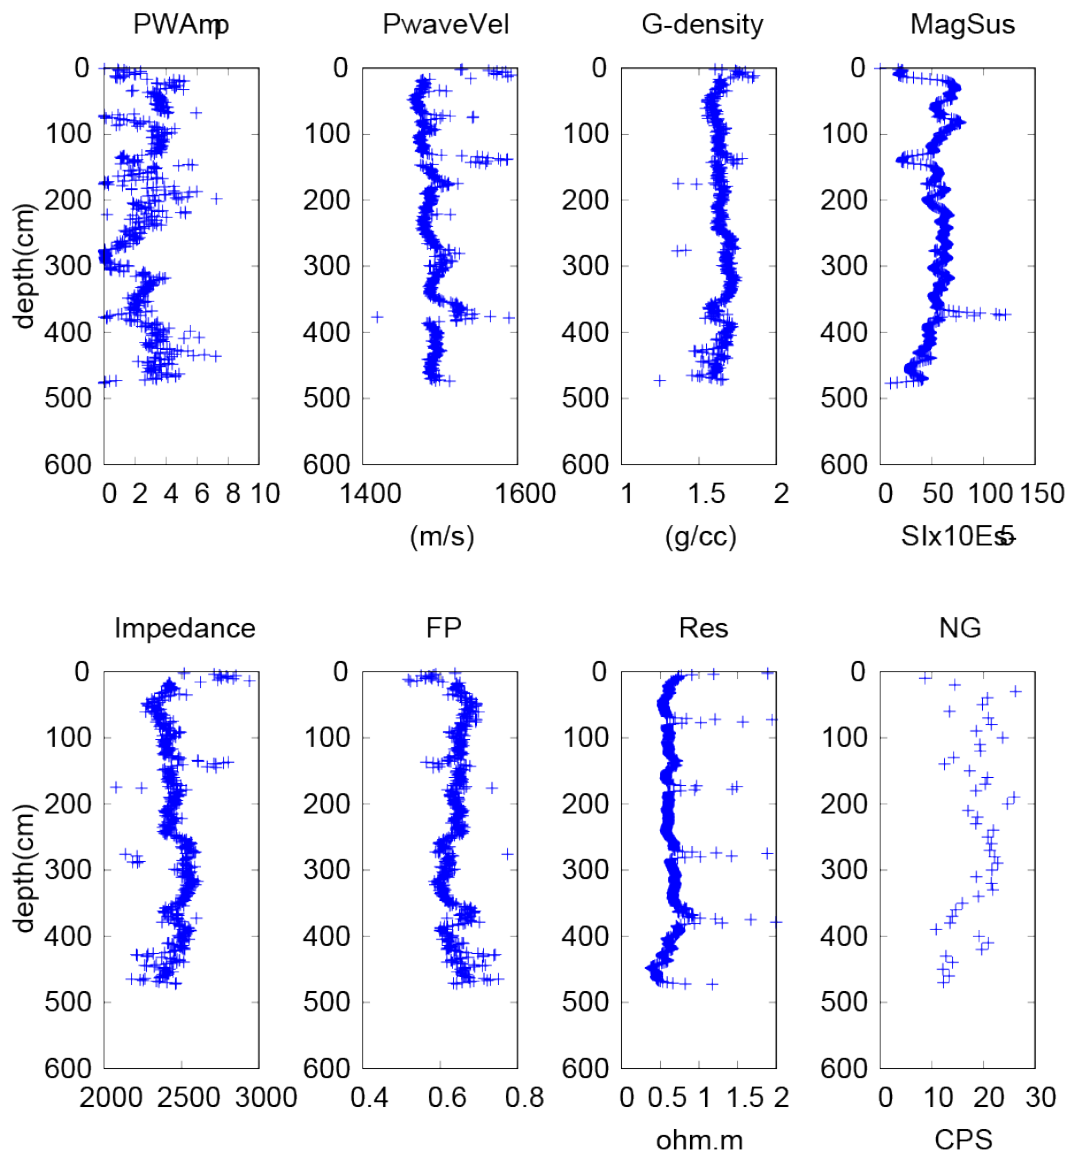 PWAmp PwaveVel G-density MagSus
0 0 0 0
100 100 100 100
200 200 200 200
depth(cm)
300 300 300 300
400 400 400 400
500 500 500 500
600 600 600 600
0 2 4 6 8 10 1400 1600 1 1.5 2 0 50 100 150
(m/s) (g/cc) SIx10Es-5
Impedance FP Res NG
0 0 0 0
100 100 100 100
200 200 200 200
depth(cm)
300 300 300 300
400 400 400 400
500 500 500 500
600 600 600 600
2000 2500 3000 0.4 0.6 0.8 0 0.5 1 1.5 2 0 10 20 30
ohm.m CPS